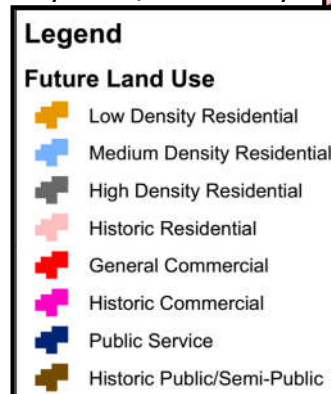 Legend
Future Land Use
Low Density Residential
Medium Density Residential
High Density Residential
Historic Residential
General Commercial
Historic Commercial
Public Service
Historic Public/Semi-Public